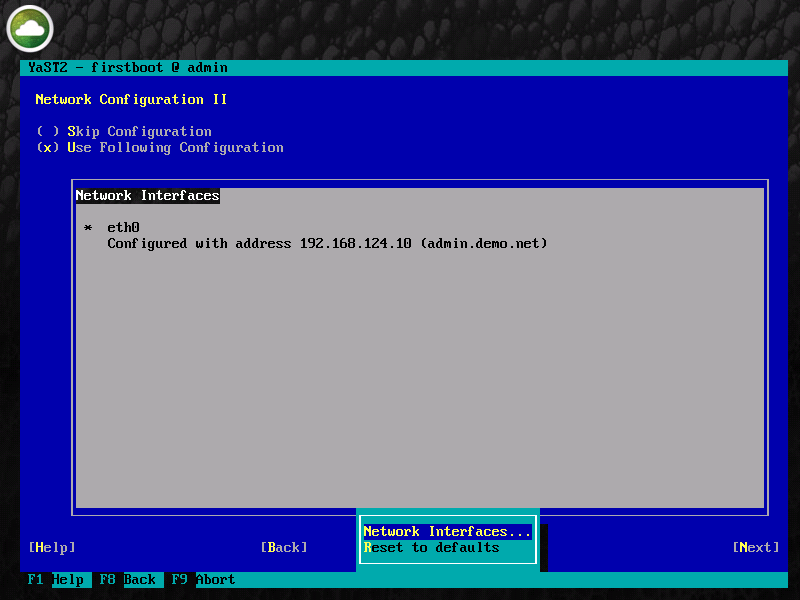 YaST2 - firstboot @ admin
Network Configuration II
( ) Skip Configuration
(x) Use Following Configuration
Network Interfaces
* eth0
Configured with address 192.168.124.10 (admin.demo.net)
Network Interfaces...
[Help] [Back] Reset to defaults [Next]
F1 Help F8 Back F9 Abort